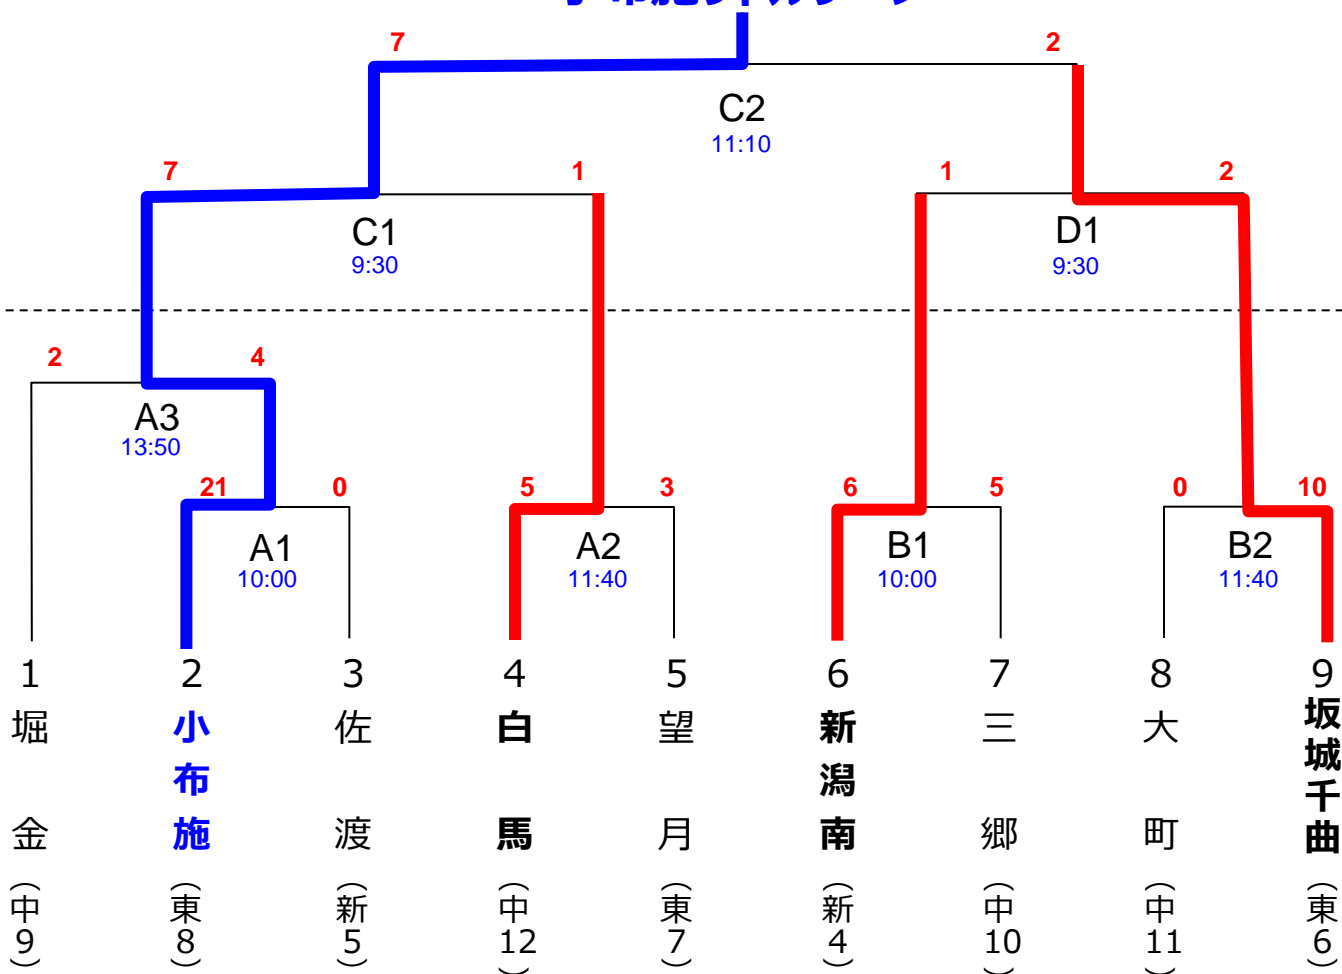 7 2
C2
11:10
7 1 1 2
C1 D1
9:30 9:30
2 4
A3
13:50
21 0 5 3 6 5 0 10
A1 A2 B1 B2
10:00 11:40 10:00 11:40
1 2 3 4 5 6 7 8 9
堀金
(中9)
小布施
(東8)
佐渡
(新5)
白馬
(中12)
望月
(東7)
新潟南
(新4)
三郷
(中10)
大町
(中11)
坂城千曲
(東6)